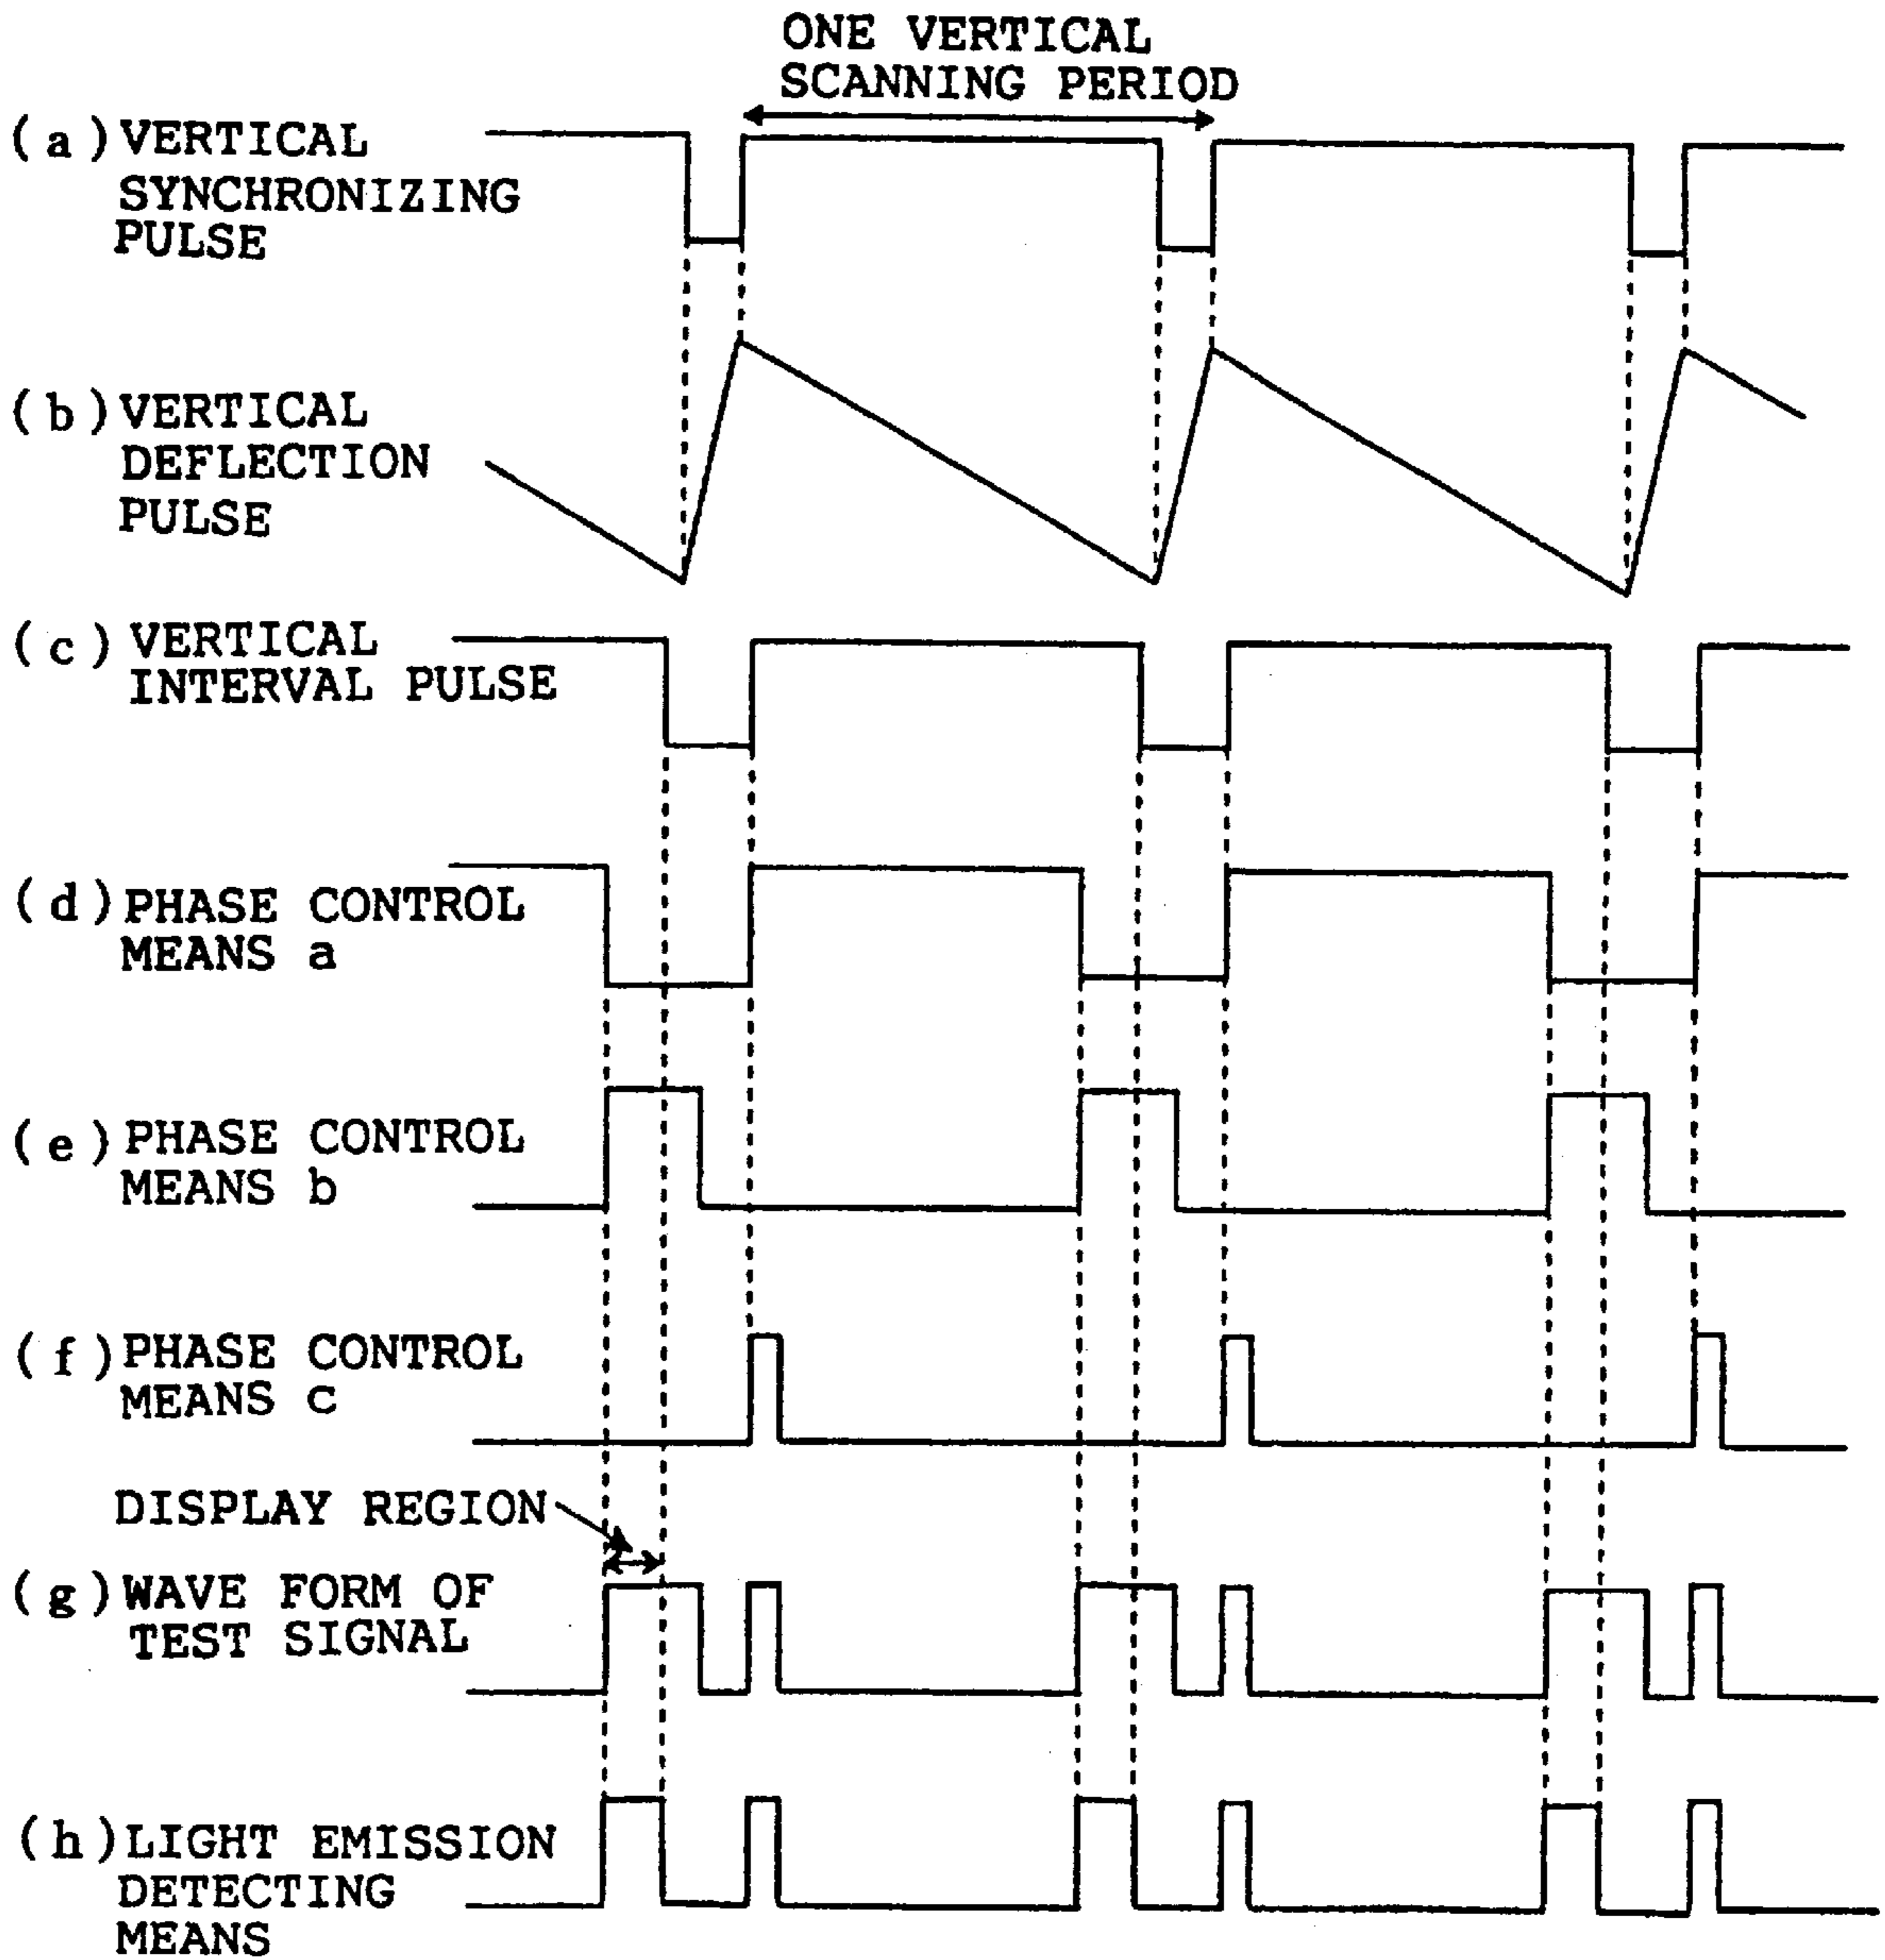 ONE VERTICAL
SCANNING PERIOD
(a) VERTICAL
SYNCHRONIZING
PULSE
(b) VERTICAL
DEFLECTION
PULSE
(c) VERTICAL
INTERVAL PULSE
(d) PHASE CONTROL
MEANS a
(e) PHASE CONTROL
MEANS b
(f) PHASE CONTROL
MEANS c
DISPLAY REGION
(g) WAVE FORM OF
TEST SIGNAL
(h) LIGHT EMISSION
DETECTING
MEANS